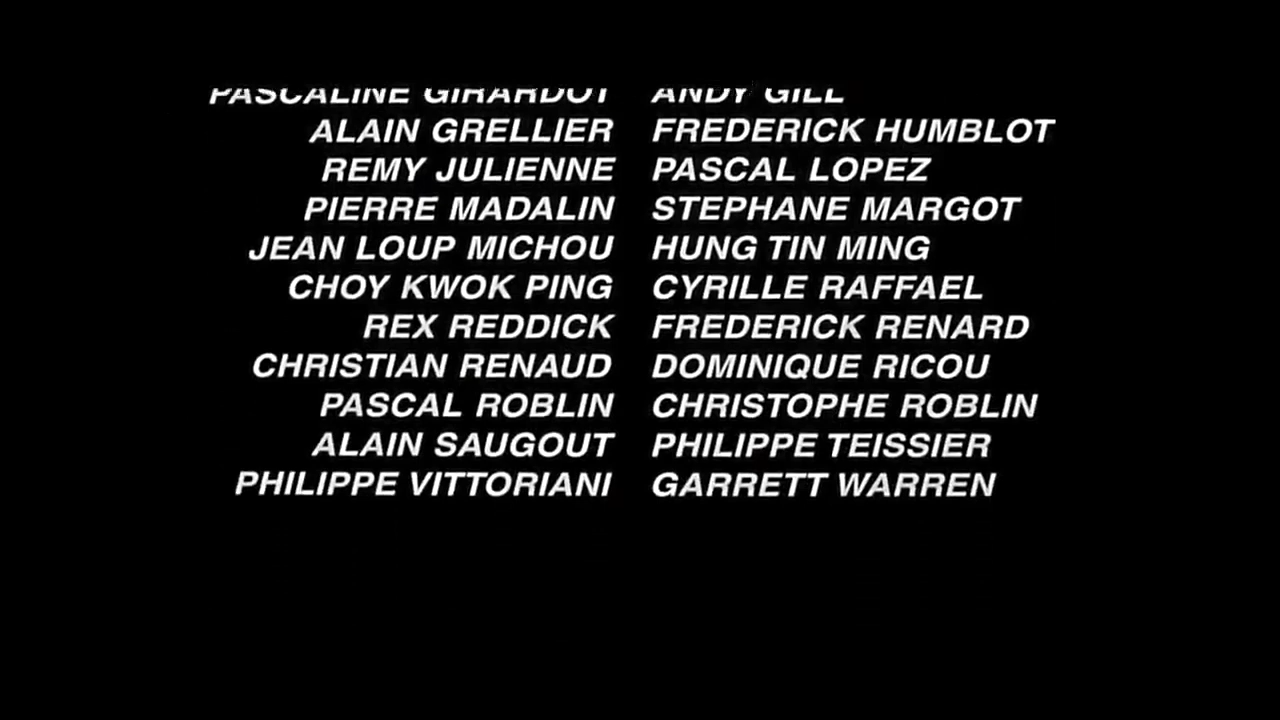 PASCALINE GIRARDOT ANDY GILL
ALAIN GRELLIER FREDERICK HUMBLOT
REMY JULIENNE PASCAL LOPEZ
PIERRE MADALIN STEPHANE MARGOT
JEAN LOUP MICHOU HUNG TIN MING
CHOY KWOK PING CYRILLE RAFFAEL
REX REDDICK FREDERICK RENARD
CHRISTIAN RENAUD DOMINIQUE RICOU
PASCAL ROBLIN CHRISTOPHE ROBLIN
ALAIN SAUGOUT PHILIPPE TEISSIER
PHILIPPE VITTORIANI GARRETT WARREN